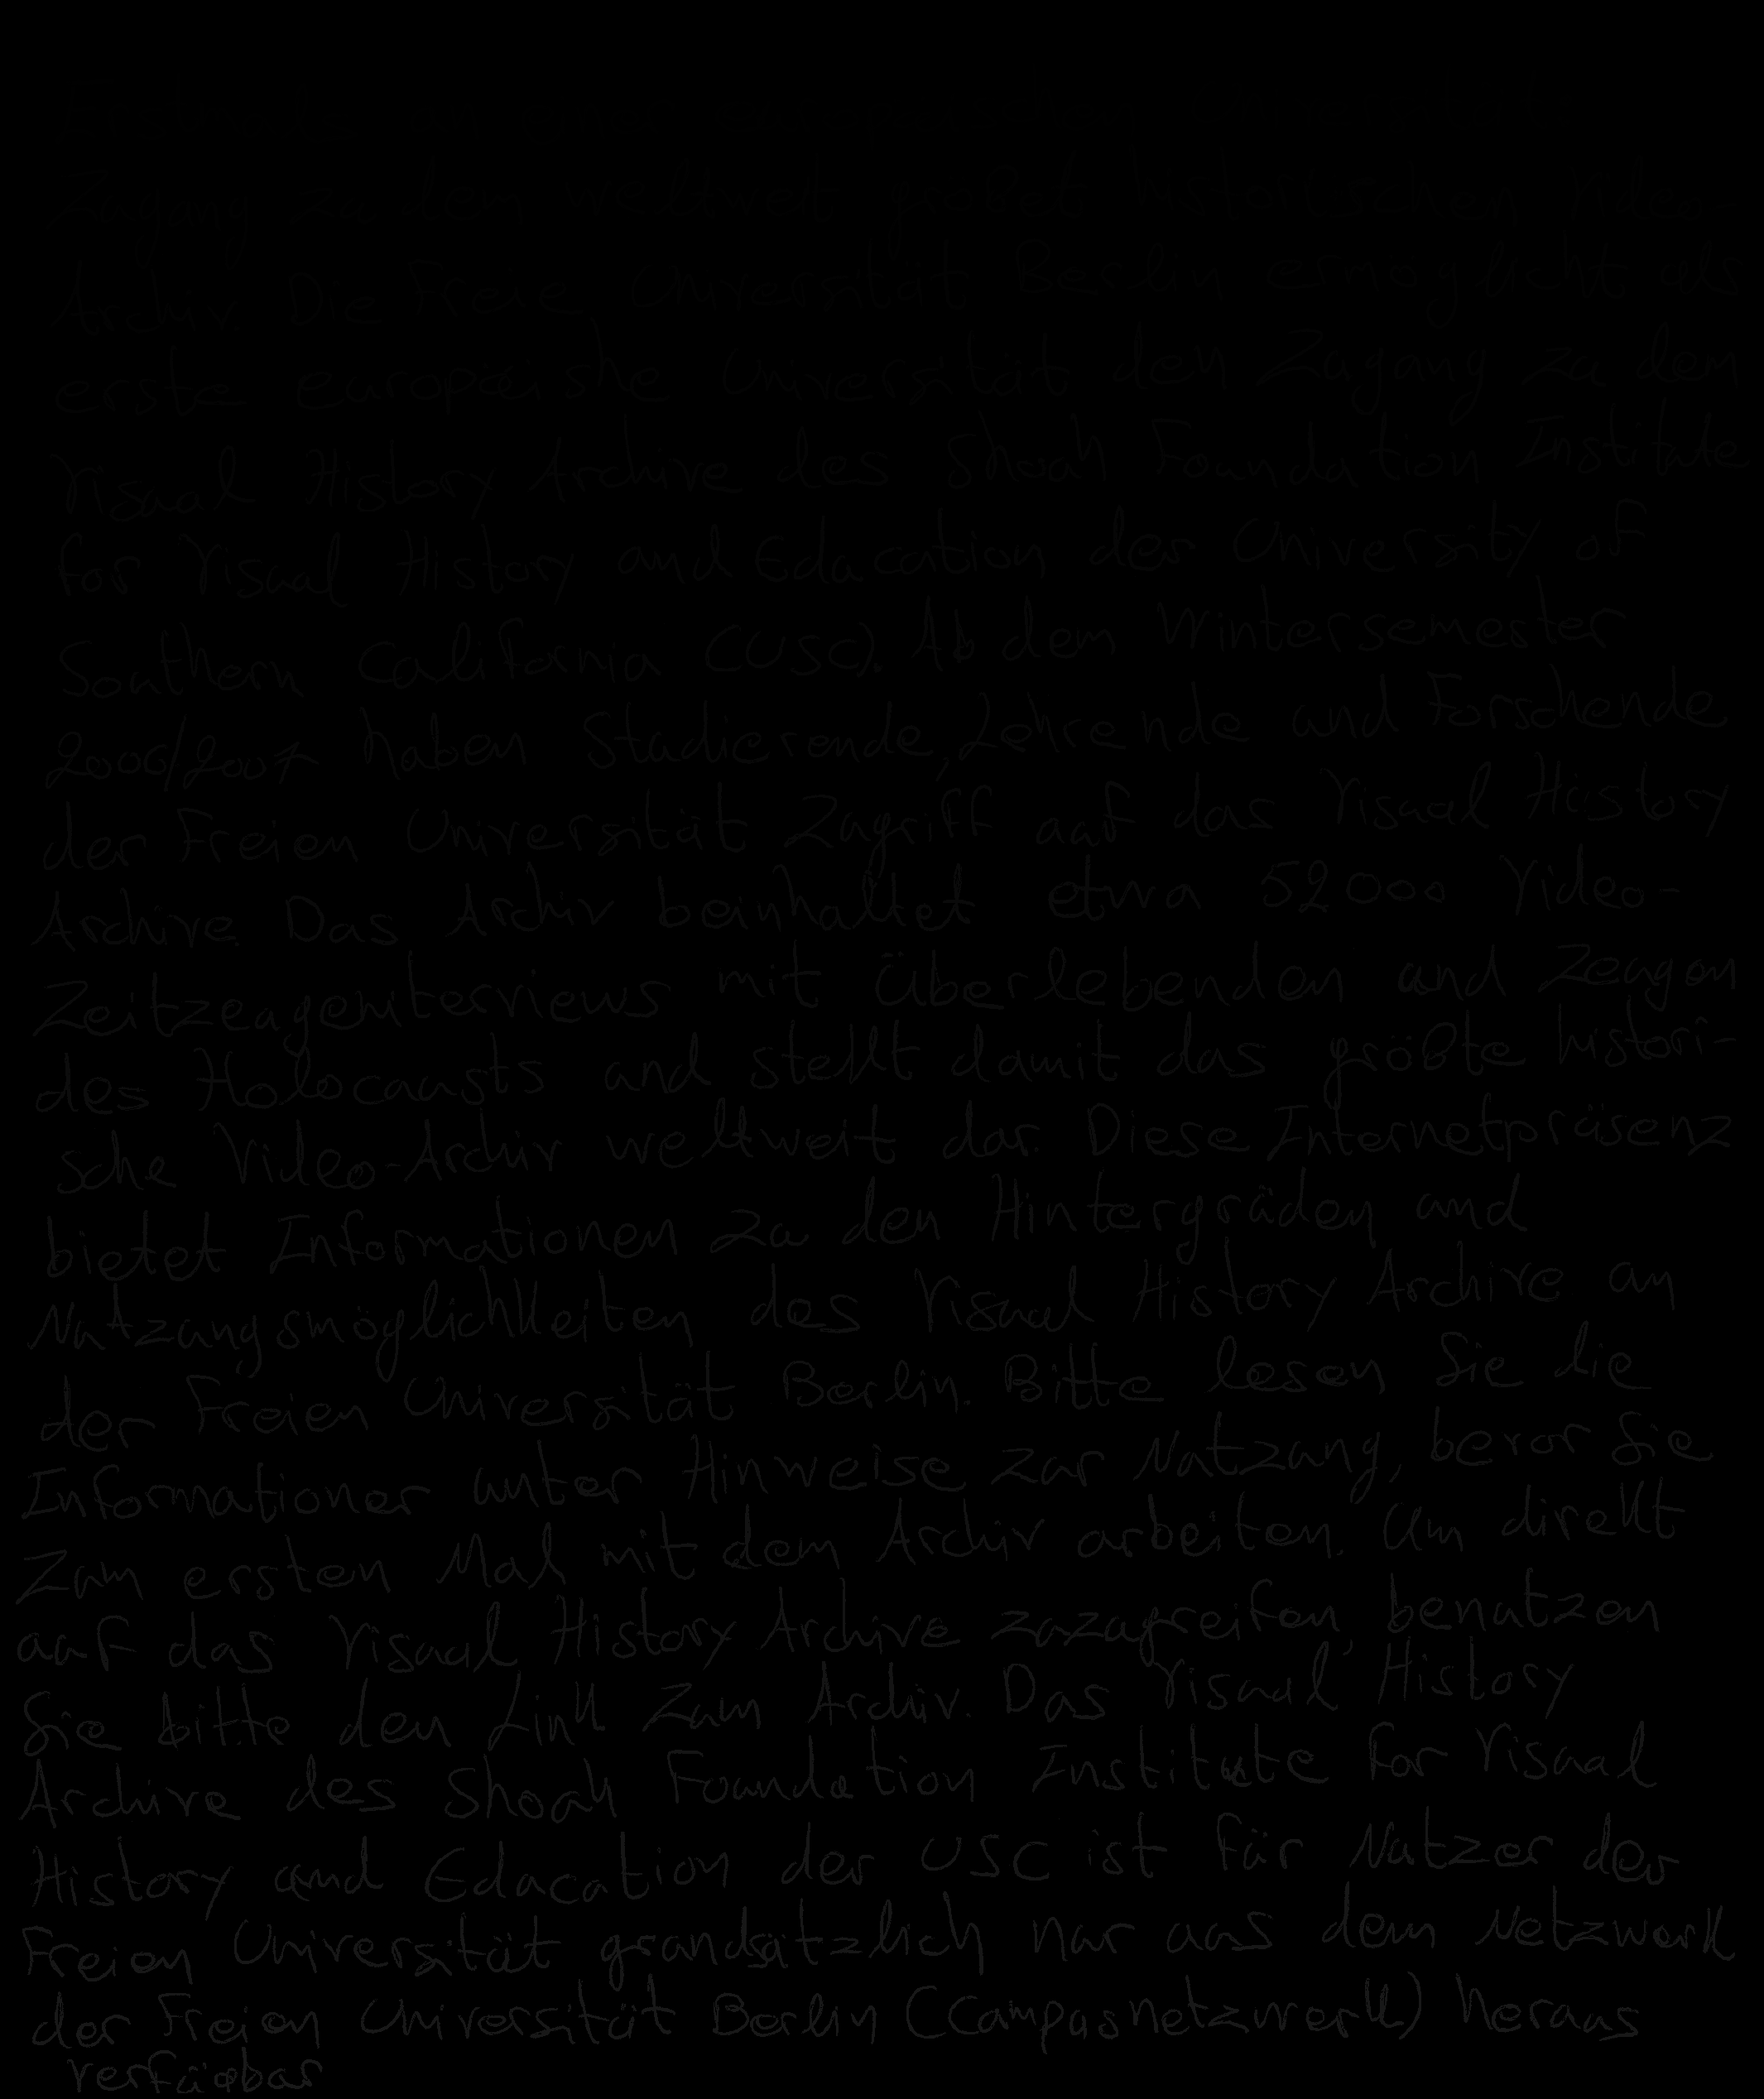 Zugang zu dem weltweit größet historischen Video-
Archiv. Die Freie Universität Berlin ermöglicht als
erste europäishe Universität den Zugang zu dem
Visual History Archive des Shoah Foundation Institute
for Visual History and Education der University of
Southern California (USC). Ab dem Wintersemester
2006/2007 haben Studierende, Lehrende und Forschende
der Freien Universität Zugriff auf das Visual History
Archive. Das Archiv beinhaltet etwa 52000 Video-
Zeitzeugeniterviews mit Überlebenden und Zeugen
des Holocausts und stellt damit das größte histori-
sche Video-Archiv weltweit dar. Diese Internetpräsenz
bietet Informationen zu den Hintergräden und
Nutzungsmöglichkeiten des Visual History Archive an
der Freien Universität Berlin. Bitte lesen Sie die
Informationer unter Hinweise zur Nutzung, bevor Sie
zum ersten Mal mit dem Archiv arbeiten. Um direkt
auf das Visual History Archive zuzugreifen, benutzen
Sie bitte den Link zum Archiv. Das Visual History
Archive des Shoah Foundation Institute for Visual
History and Education der USC ist für Nutzer der
Freien Universität grundsätzlich nur aus dem Netzwerk
der Freien Universität Berlin (Campusnetzwerk) heraus
verfügbar